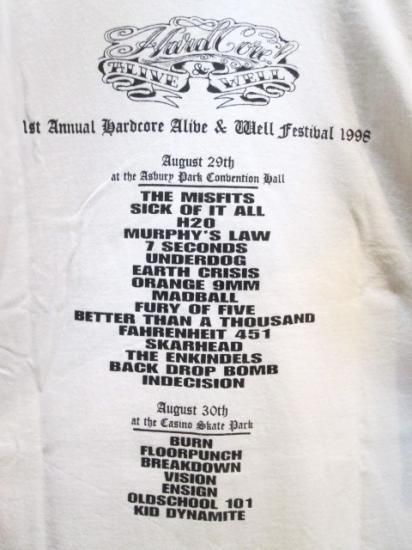 HardCore
ALIVE & WELL
1st Annual Hardcore Alive & Well Festival 1998
August 29th
at the Asbury Park Convention Hall
THE MISFITS
SICK OF IT ALL
H2O
MURPHY'S LAW
7 SECONDS
UNDERDOG
EARTH CRISIS
ORANGE 9MM
MADBALL
FURY OF FIVE
BETTER THAN A THOUSAND
FAHRENHEIT 451
SKARHEAD
THE ENKINDELS
BACK DROP BOMB
INDECISION
August 30th
at the Casino Skate Park
BURN
FLOORPUNCH
BREAKDOWN
VISION
ENSIGN
OLDSCHOOL 101
KID DYNAMITE